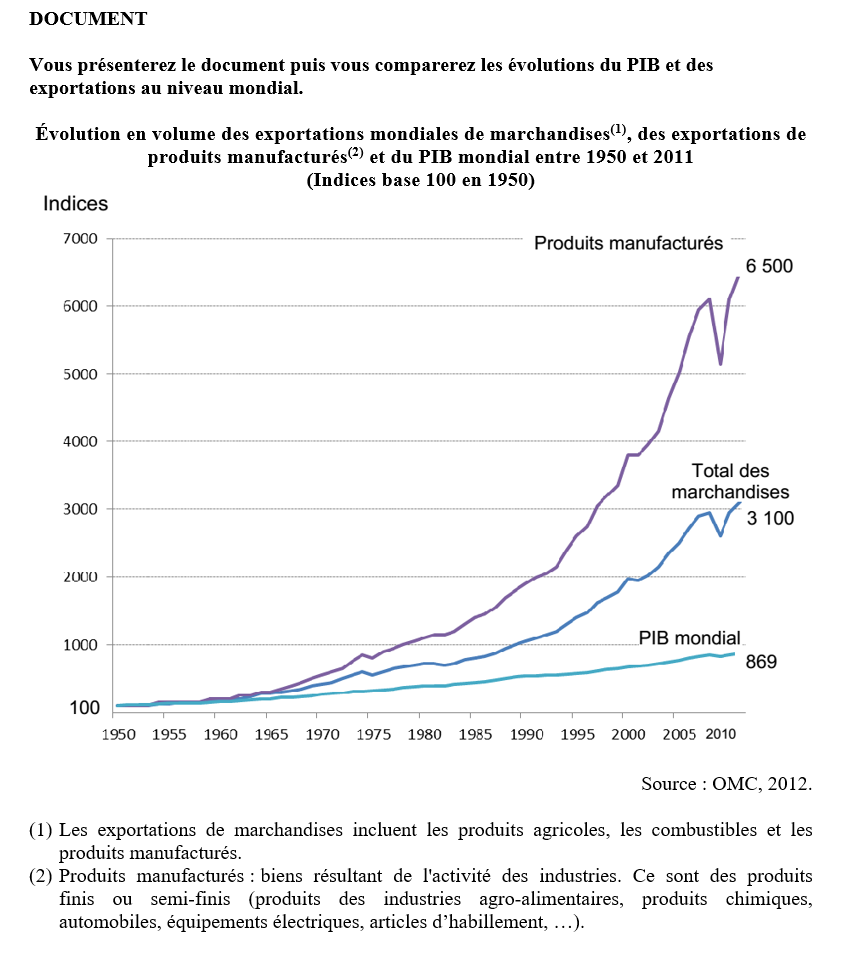 DOCUMENT
Vous présenterez le document puis vous comparerez les évolutions du PIB et des
exportations au niveau mondial.
Évolution en volume des exportations mondiales de marchandises(1), des exportations de
produits manufacturés(2) et du PIB mondial entre 1950 et 2011
(Indices base 100 en 1950)
Indices
7000
Produits manufacturés
6 500
6000
5000
4000
Total des
marchandises
3000
3 100
2000
PIB mondial
1000
869
100
1950 1955 1960 1965 1970 1975 1980 1985 1990 1995 2000 2005 2010
Source : OMC, 2012.
(1) Les exportations de marchandises incluent les produits agricoles, les combustibles et les
produits manufacturés.
(2) Produits manufacturés : biens résultant de l'activité des industries. Ce sont des produits
finis ou semi-finis (produits des industries agro-alimentaires, produits chimiques,
automobiles, équipements électriques, articles d’habillement, …).